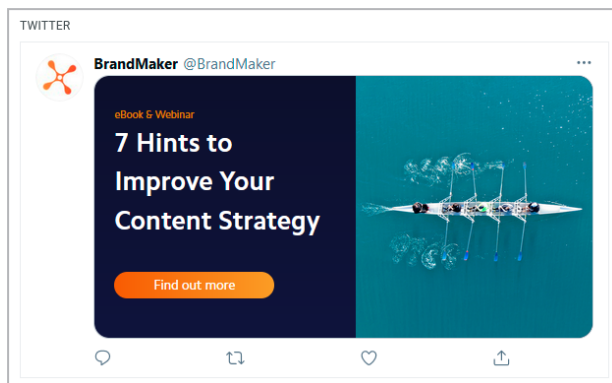 TWITTER
BrandMaker @BrandMaker
eBook & Webinar
7 Hints to
Improve Your
Content Strategy
Find out more